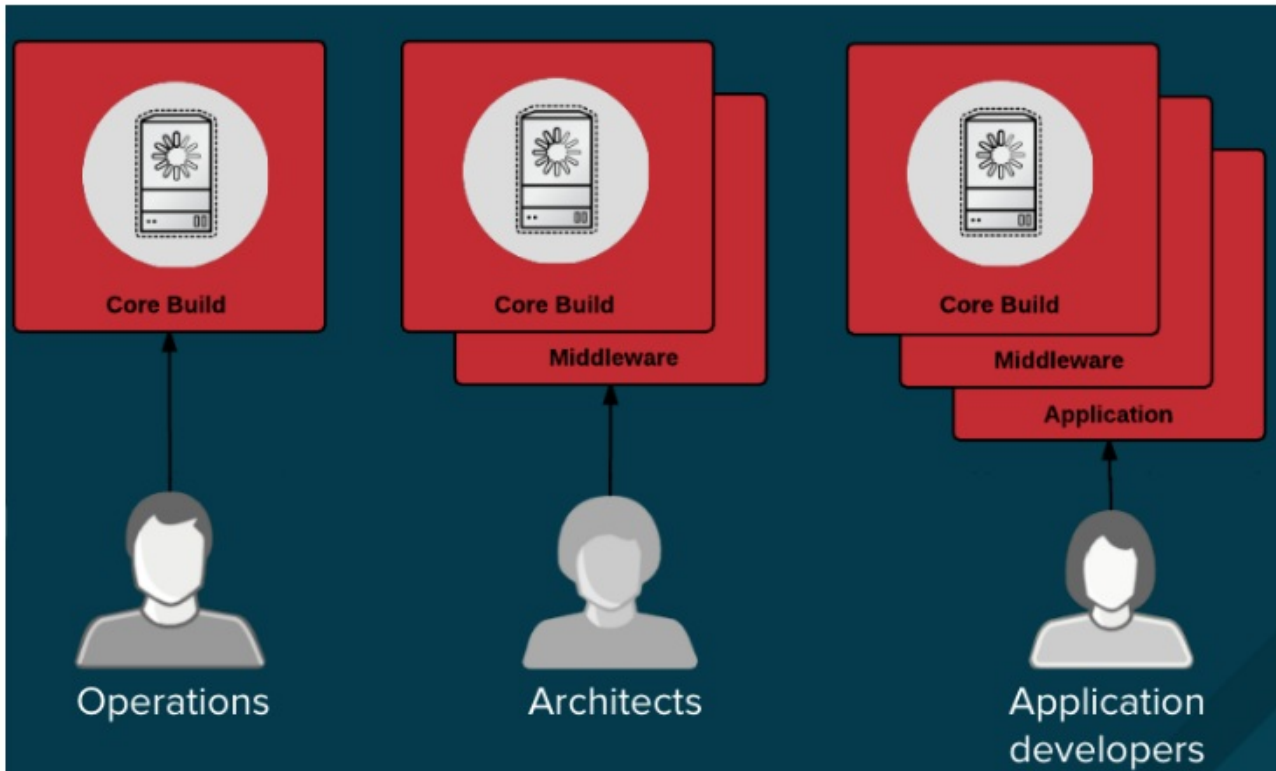 Core Build
Operations
Core Build
Middleware
Architects
Core Build
Middleware
Application
Application
developers